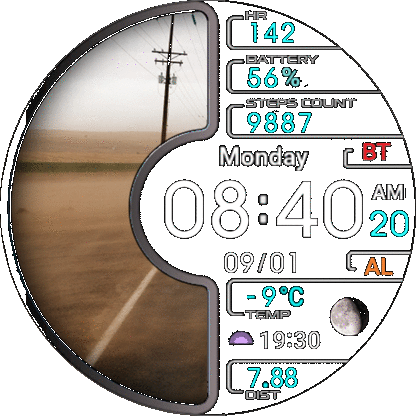 HR
142
BATTERY
56%
STEPS COUNT
9887
Monday
BT
08:40
AM
20
09/01
AL
-9°C
TEMP
19:30
7.88
DIST